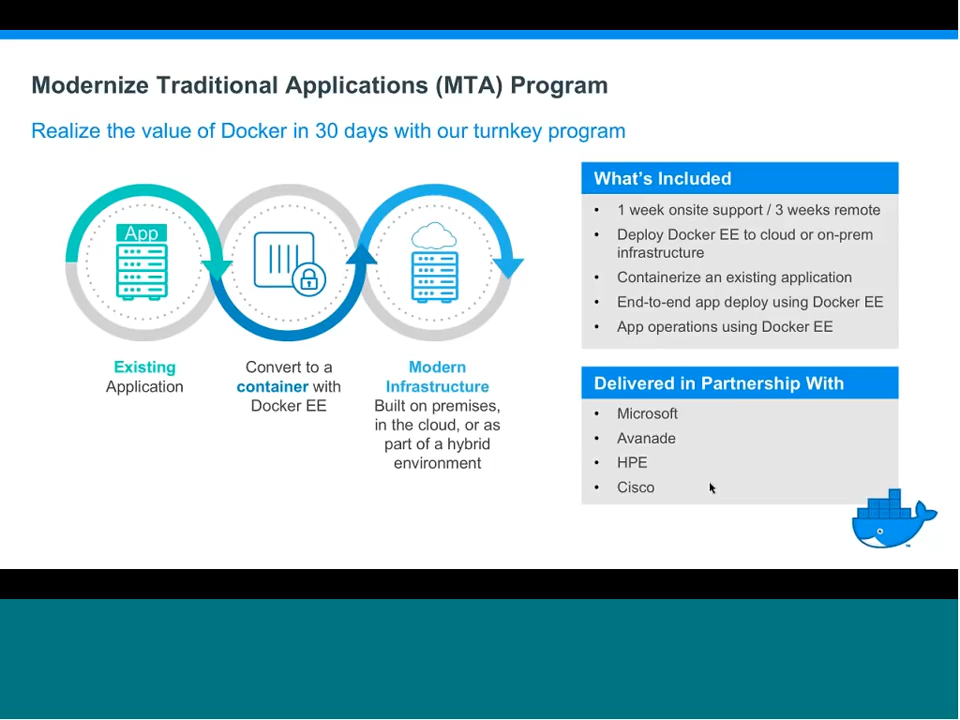 Modernize Traditional Applications (MTA) Program
Realize the value of Docker in 30 days with our turnkey program
App
Existing
Application
Convert to a
container with
Docker EE
Modern
Infrastructure
Built on premises,
in the cloud, or as
part of a hybrid
environment
What's Included
• 1 week onsite support / 3 weeks remote
• Deploy Docker EE to cloud or on-prem
infrastructure
• Containerize an existing application
• End-to-end app deploy using Docker EE
• App operations using Docker EE
Delivered in Partnership With
• Microsoft
• Avanade
• HPE
• Cisco